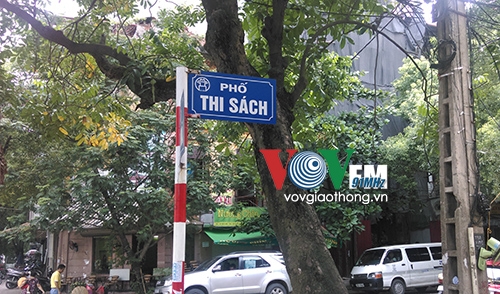 PHỐ
THI SÁCH
VOV FM
91MHz
vovgiaothong.vn